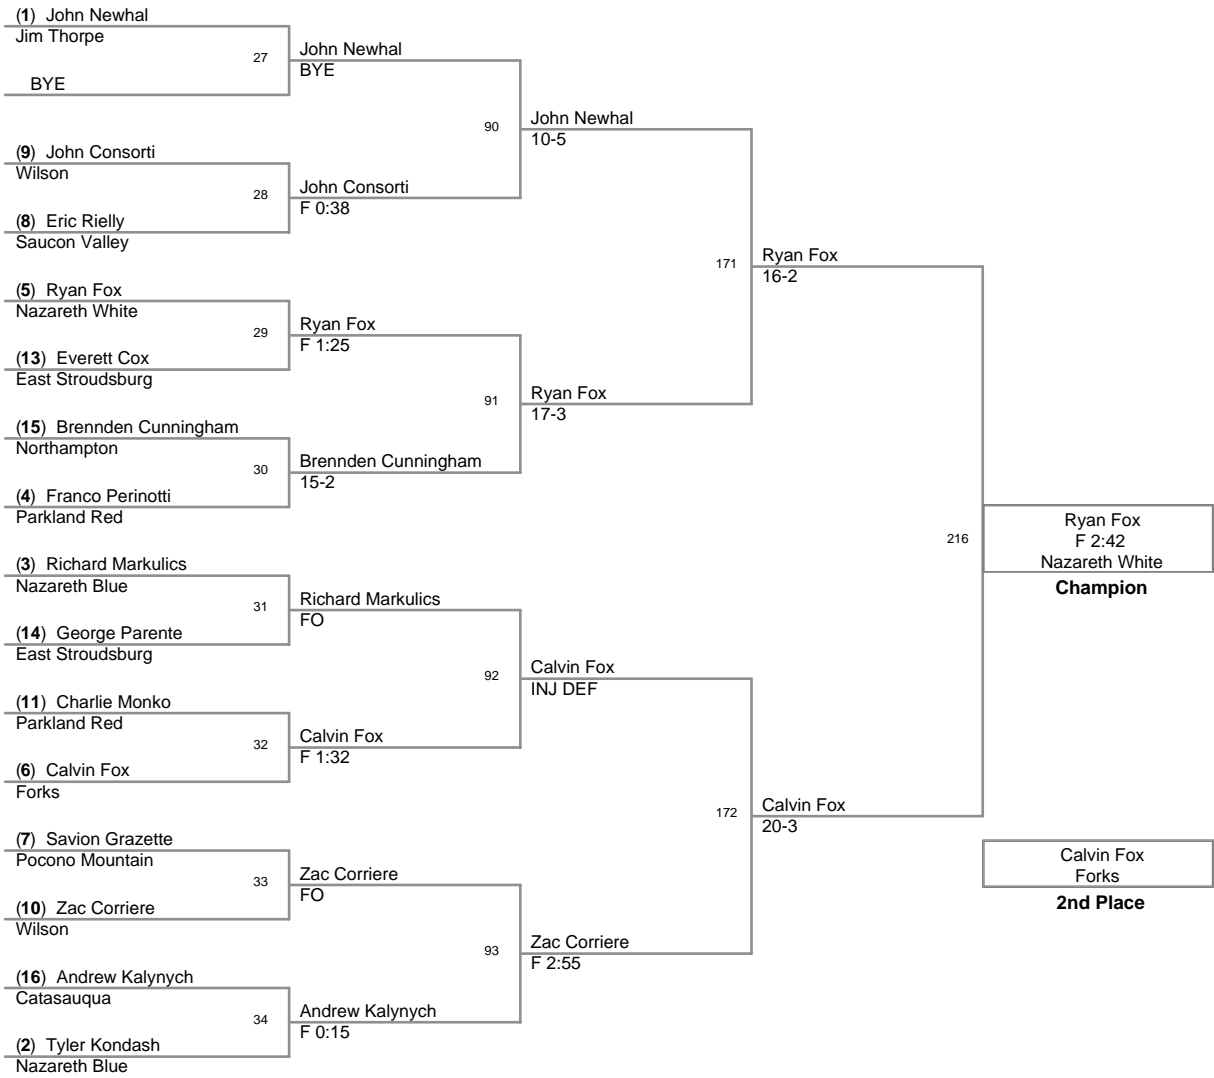 (1) John Newhal
Jim Thorpe
BYE
27
John Newhal
BYE
(9) John Consorti
Wilson
(8) Eric Rielly
Saucon Valley
28
John Consorti
F 0:38
90
John Newhal
10-5
(5) Ryan Fox
Nazareth White
(13) Everett Cox
East Stroudsburg
29
Ryan Fox
F 1:25
(15) Brennden Cunningham
Northampton
(4) Franco Perinotti
Parkland Red
30
Brennden Cunningham
15-2
91
Ryan Fox
17-3
171
Ryan Fox
16-2
(3) Richard Markulics
Nazareth Blue
(14) George Parente
East Stroudsburg
31
Richard Markulics
FO
(11) Charlie Monko
Parkland Red
(6) Calvin Fox
Forks
32
Calvin Fox
F 1:32
92
Calvin Fox
INJ DEF
(7) Savion Grazette
Pocono Mountain
(10) Zac Corriere
Wilson
33
Zac Corriere
FO
(16) Andrew Kalynych
Catasauqua
(2) Tyler Kondash
Nazareth Blue
34
Andrew Kalynych
F 0:15
93
Zac Corriere
F 2:55
172
Calvin Fox
20-3
216
Ryan Fox
F 2:42
Nazareth White
Champion
Calvin Fox
Forks
2nd Place